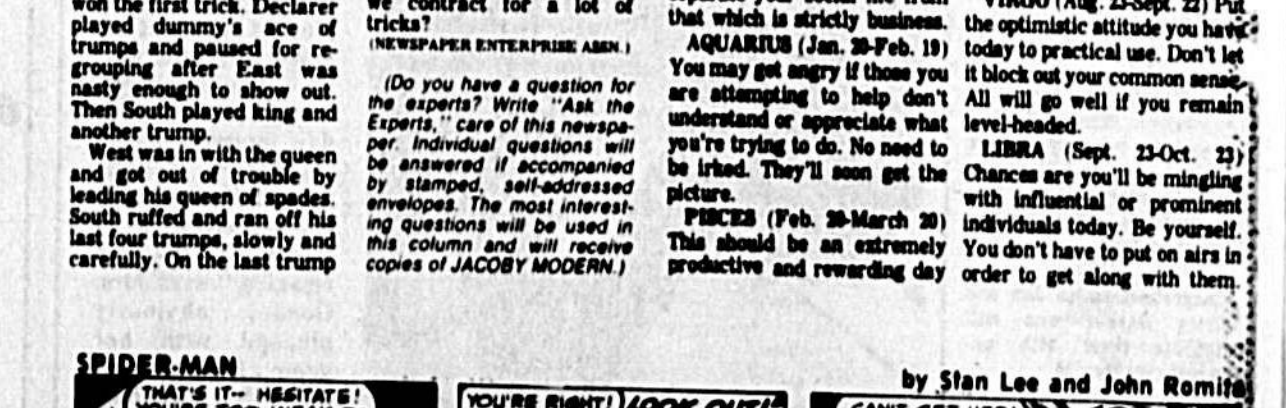 won the first trick. Declarer
played dummy's ace of
trumps and paused for re-
grouping after East was
nasty enough to show out.
Then South played king and
another trump.
West was in with the queen
and got out of trouble by
leading his queen of spades.
South ruffed and ran off his
last four trumps, slowly and
carefully. On the last trump
we contract for a lot of
tricks?
(NEWSPAPER ENTERPRISE ASSN.)
(Do you have a question for
the experts? Write "Ask the
Experts," care of this newspa-
per. Individual questions will
be answered if accompanied
by stamped, self-addressed
envelopes. The most interest-
ing questions will be used in
this column and will receive
copies of JACOBY MODERN.)
that which is strictly business.
AQUARIUS (Jan. 20-Feb. 19)
You may get angry if those you
are attempting to help don't
understand or appreciate what
you're trying to do. No need to
be irked. They'll soon get the
picture.
PISCES (Feb. 20-March 20)
This should be an extremely
productive and rewarding day
VIRGO (Aug. 23-Sept. 22) Put
the optimistic attitude you have
today to practical use. Don't let
it block out your common sense.
All will go well if you remain
level-headed.
LIBRA (Sept. 23-Oct. 23)
Chances are you'll be mingling
with influential or prominent
individuals today. Be yourself.
You don't have to put on airs in
order to get along with them.
SPIDER-MAN
by Stan Lee and John Romita
THAT'S IT-- HESITATE!
YOU'RE RIGHT!
LOOK OUT!